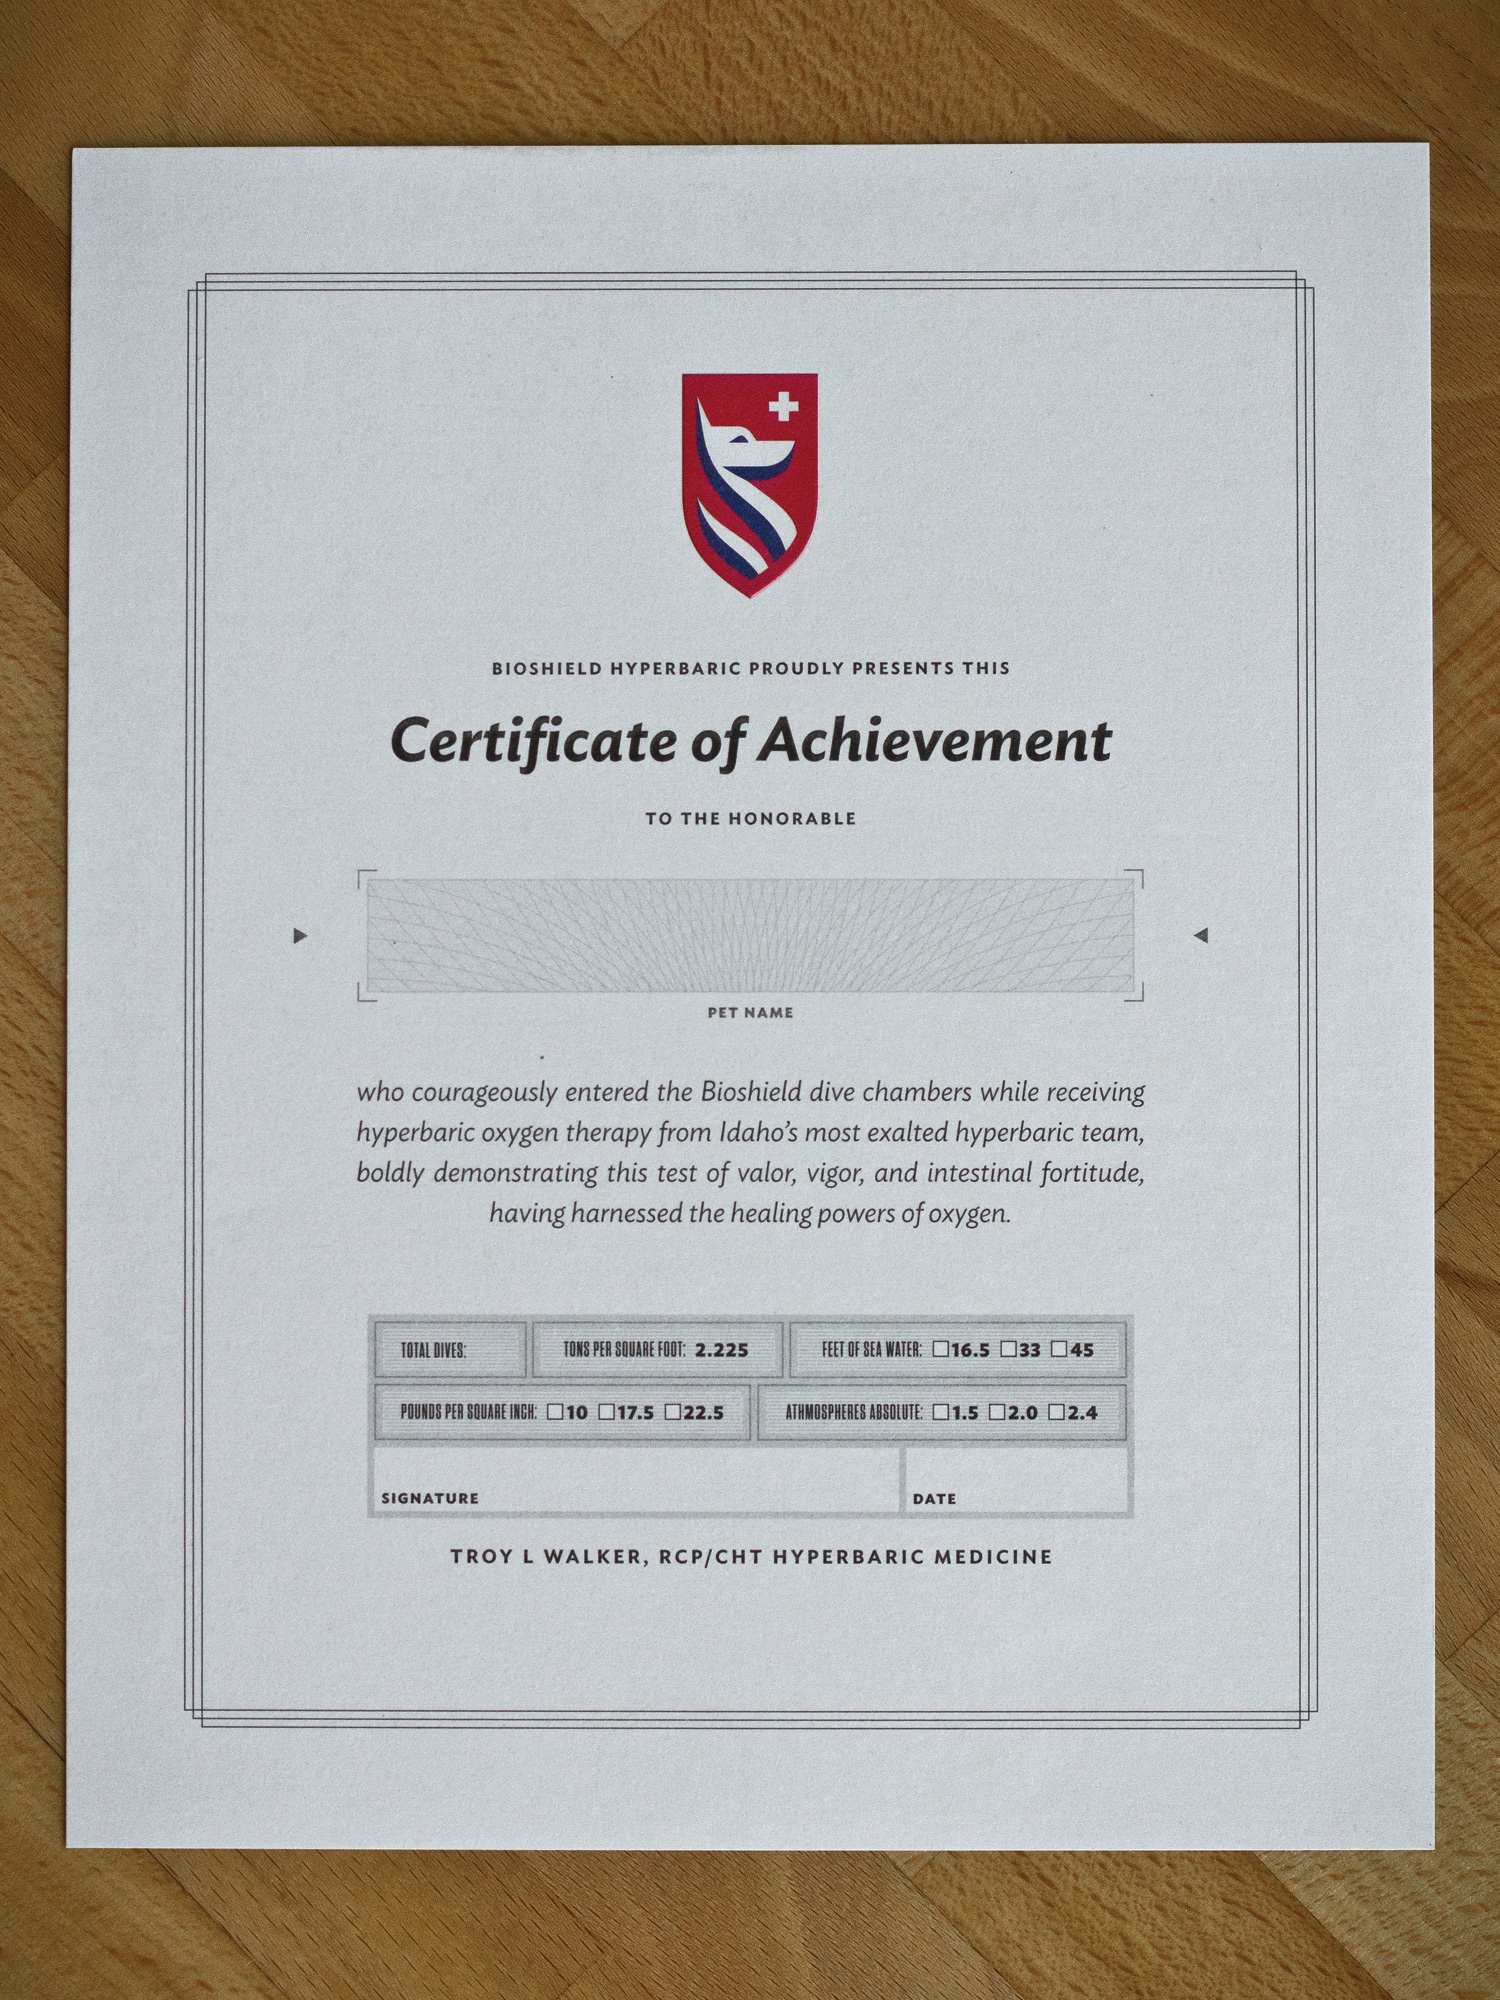 BIOSHIELD HYPERBARIC PROUDLY PRESENTS THIS
Certificate of Achievement
TO THE HONORABLE
PET NAME
who courageously entered the Bioshield dive chambers while receiving
hyperbaric oxygen therapy from Idaho's most exalted hyperbaric team,
boldly demonstrating this test of valor, vigor, and intestinal fortitude,
having harnessed the healing powers of oxygen.
TOTAL DIVES: TONS PER SQUARE FOOT: 2.225 FEET OF SEA WATER: ☐16.5 ☐33 ☐45
POUNDS PER SQUARE INCH: ☐10 ☐17.5 ☐22.5 ATHMOSPHERES ABSOLUTE: ☐1.5 ☐2.0 ☐2.4
SIGNATURE DATE
TROY L WALKER, RCP/CHT HYPERBARIC MEDICINE